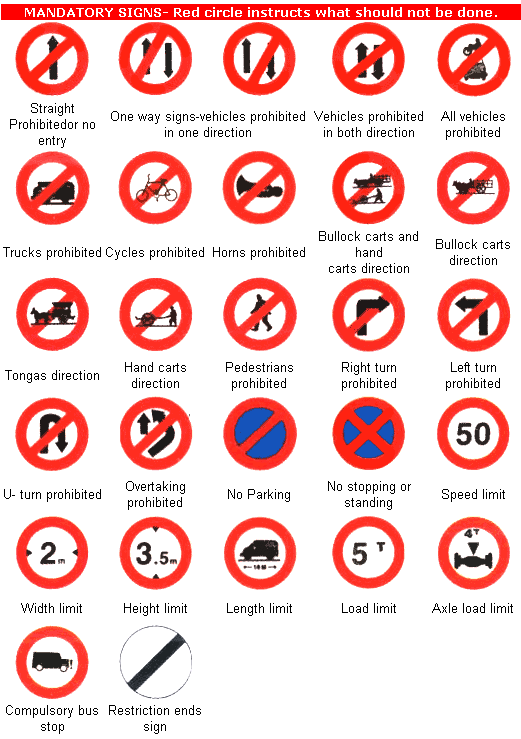 MANDATORY SIGNS- Red circle instructs what should not be done.
Straight
Prohibitedor no
entry
One way signs-vehicles prohibited
in one direction
Vehicles prohibited
in both direction
All vehicles
prohibited
Trucks prohibited
Cycles prohibited
Horns prohibited
Bullock carts and
hand
carts direction
Bullock carts
direction
Tongas direction
Hand carts
direction
Pedestrians
prohibited
Right turn
prohibited
Left turn
prohibited
50
U- turn prohibited
Overtaking
prohibited
No Parking
No stopping or
standing
Speed limit
2m
3.5m
5 T
4T
Width limit
Height limit
Length limit
Load limit
Axle load limit
Compulsory bus
stop
Restriction ends
sign